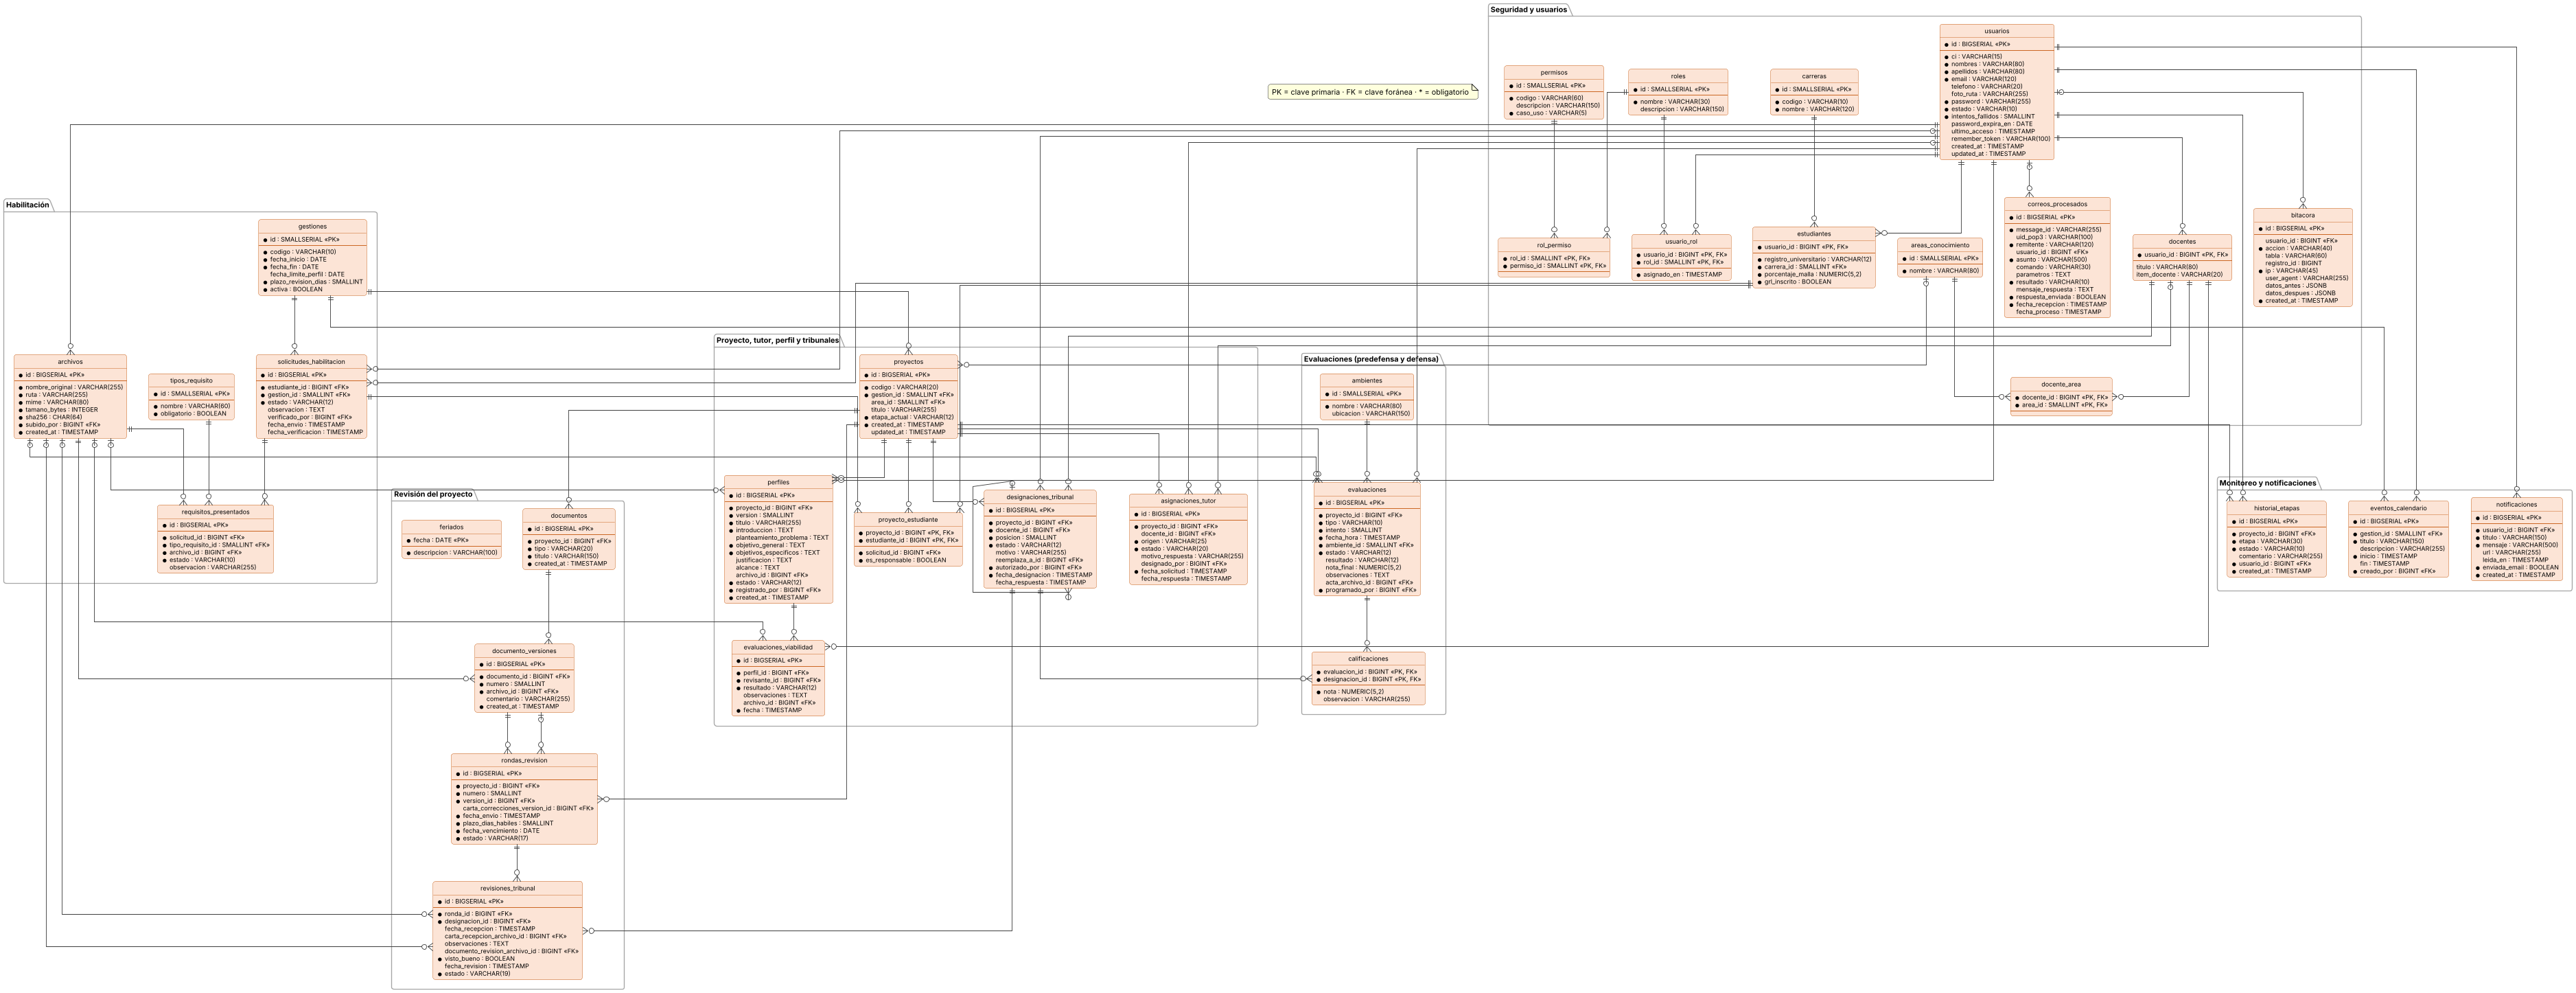 Seguridad y usuarios
usuarios
id : BIGSERIAL «PK»
ci : VARCHAR(15)
nombres : VARCHAR(80)
apellidos : VARCHAR(80)
email : VARCHAR(120)
telefono : VARCHAR(20)
foto_ruta : VARCHAR(255)
password : VARCHAR(255)
estado : VARCHAR(10)
intentos_fallidos : SMALLINT
password_expira_en : DATE
ultimo_acceso : TIMESTAMP
remember_token : VARCHAR(100)
created_at : TIMESTAMP
updated_at : TIMESTAMP
permisos
id : SMALLSERIAL «PK»
codigo : VARCHAR(60)
descripcion : VARCHAR(150)
caso_uso : VARCHAR(5)
roles
id : SMALLSERIAL «PK»
nombre : VARCHAR(30)
descripcion : VARCHAR(150)
carreras
id : SMALLSERIAL «PK»
codigo : VARCHAR(10)
nombre : VARCHAR(120)
PK = clave primaria · FK = clave foránea · * = obligatorio
rol_permiso
rol_id : SMALLINT «PK, FK»
permiso_id : SMALLINT «PK, FK»
usuario_rol
usuario_id : BIGINT «PK, FK»
rol_id : SMALLINT «PK, FK»
asignado_en : TIMESTAMP
estudiantes
usuario_id : BIGINT «PK, FK»
registro_universitario : VARCHAR(12)
carrera_id : SMALLINT «FK»
porcentaje_malla : NUMERIC(5,2)
grl_inscrito : BOOLEAN
areas_conocimiento
id : SMALLSERIAL «PK»
nombre : VARCHAR(80)
correos_procesados
id : BIGSERIAL «PK»
message_id : VARCHAR(255)
uid_pop3 : VARCHAR(100)
remitente : VARCHAR(120)
usuario_id : BIGINT «FK»
asunto : VARCHAR(500)
comando : VARCHAR(30)
parametros : TEXT
resultado : VARCHAR(10)
mensaje_respuesta : TEXT
respuesta_enviada : BOOLEAN
fecha_recepcion : TIMESTAMP
fecha_proceso : TIMESTAMP
docentes
usuario_id : BIGINT «PK, FK»
titulo : VARCHAR(80)
item_docente : VARCHAR(20)
bitacora
id : BIGSERIAL «PK»
usuario_id : BIGINT «FK»
accion : VARCHAR(40)
tabla : VARCHAR(60)
registro_id : BIGINT
ip : VARCHAR(45)
user_agent : VARCHAR(255)
datos_antes : JSONB
datos_despues : JSONB
created_at : TIMESTAMP
docente_area
docente_id : BIGINT «PK, FK»
area_id : SMALLINT «PK, FK»
Habilitación
gestiones
id : SMALLSERIAL «PK»
codigo : VARCHAR(10)
fecha_inicio : DATE
fecha_fin : DATE
fecha_limite_perfil : DATE
plazo_revision_dias : SMALLINT
activa : BOOLEAN
archivos
id : BIGSERIAL «PK»
nombre_original : VARCHAR(255)
ruta : VARCHAR(255)
mime : VARCHAR(80)
tamano_bytes : INTEGER
sha256 : CHAR(64)
subido_por : BIGINT «FK»
created_at : TIMESTAMP
tipos_requisito
id : SMALLSERIAL «PK»
nombre : VARCHAR(60)
obligatorio : BOOLEAN
solicitudes_habilitacion
id : BIGSERIAL «PK»
estudiante_id : BIGINT «FK»
gestion_id : SMALLINT «FK»
estado : VARCHAR(12)
observacion : TEXT
verificado_por : BIGINT «FK»
fecha_envio : TIMESTAMP
fecha_verificacion : TIMESTAMP
requisitos_presentados
id : BIGSERIAL «PK»
solicitud_id : BIGINT «FK»
tipo_requisito_id : SMALLINT «FK»
archivo_id : BIGINT «FK»
estado : VARCHAR(10)
observacion : VARCHAR(255)
Proyecto, tutor, perfil y tribunales
proyectos
id : BIGSERIAL «PK»
codigo : VARCHAR(20)
gestion_id : SMALLINT «FK»
area_id : SMALLINT «FK»
titulo : VARCHAR(255)
etapa_actual : VARCHAR(12)
created_at : TIMESTAMP
updated_at : TIMESTAMP
perfiles
id : BIGSERIAL «PK»
proyecto_id : BIGINT «FK»
version : SMALLINT
titulo : VARCHAR(255)
introduccion : TEXT
planteamiento_problema : TEXT
objetivo_general : TEXT
objetivos_especificos : TEXT
justificacion : TEXT
alcance : TEXT
archivo_id : BIGINT «FK»
estado : VARCHAR(12)
registrado_por : BIGINT «FK»
created_at : TIMESTAMP
proyecto_estudiante
proyecto_id : BIGINT «PK, FK»
estudiante_id : BIGINT «PK, FK»
solicitud_id : BIGINT «FK»
es_responsable : BOOLEAN
designaciones_tribunal
id : BIGSERIAL «PK»
proyecto_id : BIGINT «FK»
docente_id : BIGINT «FK»
posicion : SMALLINT
estado : VARCHAR(12)
motivo : VARCHAR(255)
reemplaza_a_id : BIGINT «FK»
autorizado_por : BIGINT «FK»
fecha_designacion : TIMESTAMP
fecha_respuesta : TIMESTAMP
asignaciones_tutor
id : BIGSERIAL «PK»
proyecto_id : BIGINT «FK»
docente_id : BIGINT «FK»
origen : VARCHAR(25)
estado : VARCHAR(20)
motivo_respuesta : VARCHAR(255)
designado_por : BIGINT «FK»
fecha_solicitud : TIMESTAMP
fecha_respuesta : TIMESTAMP
evaluaciones_viabilidad
id : BIGSERIAL «PK»
perfil_id : BIGINT «FK»
revisante_id : BIGINT «FK»
resultado : VARCHAR(12)
observaciones : TEXT
archivo_id : BIGINT «FK»
fecha : TIMESTAMP
Evaluaciones (predefensa y defensa)
ambientes
id : SMALLSERIAL «PK»
nombre : VARCHAR(80)
ubicacion : VARCHAR(150)
evaluaciones
id : BIGSERIAL «PK»
proyecto_id : BIGINT «FK»
tipo : VARCHAR(10)
intento : SMALLINT
fecha_hora : TIMESTAMP
ambiente_id : SMALLINT «FK»
estado : VARCHAR(12)
resultado : VARCHAR(12)
nota_final : NUMERIC(5,2)
observaciones : TEXT
acta_archivo_id : BIGINT «FK»
programado_por : BIGINT «FK»
calificaciones
evaluacion_id : BIGINT «PK, FK»
designacion_id : BIGINT «PK, FK»
nota : NUMERIC(5,2)
observacion : VARCHAR(255)
Monitoreo y notificaciones
historial_etapas
id : BIGSERIAL «PK»
proyecto_id : BIGINT «FK»
etapa : VARCHAR(30)
estado : VARCHAR(10)
comentario : VARCHAR(255)
usuario_id : BIGINT «FK»
created_at : TIMESTAMP
eventos_calendario
id : BIGSERIAL «PK»
gestion_id : SMALLINT «FK»
titulo : VARCHAR(150)
descripcion : VARCHAR(255)
inicio : TIMESTAMP
fin : TIMESTAMP
creado_por : BIGINT «FK»
notificaciones
id : BIGSERIAL «PK»
usuario_id : BIGINT «FK»
titulo : VARCHAR(150)
mensaje : VARCHAR(500)
url : VARCHAR(255)
leida_en : TIMESTAMP
enviada_email : BOOLEAN
created_at : TIMESTAMP
Revisión del proyecto
feriados
fecha : DATE «PK»
descripcion : VARCHAR(100)
documentos
id : BIGSERIAL «PK»
proyecto_id : BIGINT «FK»
tipo : VARCHAR(20)
titulo : VARCHAR(150)
created_at : TIMESTAMP
documento_versiones
id : BIGSERIAL «PK»
documento_id : BIGINT «FK»
numero : SMALLINT
archivo_id : BIGINT «FK»
comentario : VARCHAR(255)
created_at : TIMESTAMP
rondas_revision
id : BIGSERIAL «PK»
proyecto_id : BIGINT «FK»
numero : SMALLINT
version_id : BIGINT «FK»
carta_correcciones_version_id : BIGINT «FK»
fecha_envio : TIMESTAMP
plazo_dias_habiles : SMALLINT
fecha_vencimiento : DATE
estado : VARCHAR(17)
revisiones_tribunal
id : BIGSERIAL «PK»
ronda_id : BIGINT «FK»
designacion_id : BIGINT «FK»
fecha_recepcion : TIMESTAMP
carta_recepcion_archivo_id : BIGINT «FK»
observaciones : TEXT
documento_revision_archivo_id : BIGINT «FK»
visto_bueno : BOOLEAN
fecha_revision : TIMESTAMP
estado : VARCHAR(19)